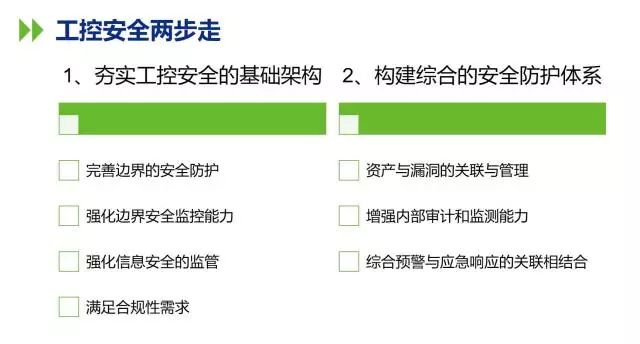 工控安全两步走
1、夯实工控安全的基础架构
完善边界的安全防护
强化边界安全监控能力
强化信息安全的监管
满足合规性需求
2、构建综合的安全防护体系
资产与漏洞的关联与管理
增强内部审计和监测能力
综合预警与应急响应的关联相结合